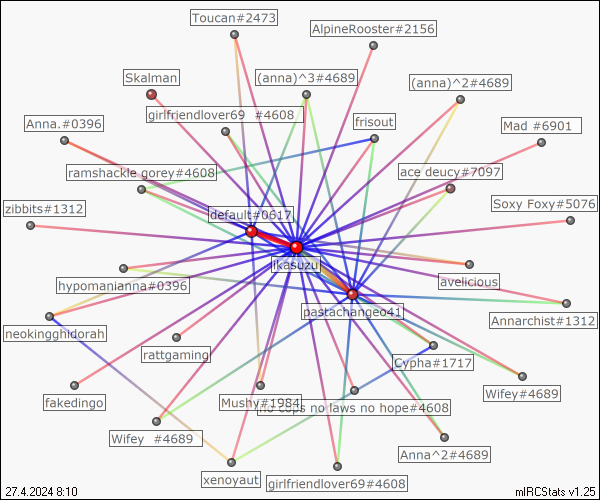 Toucan#2473
AlpineRooster#2156
Skalman
(anna)^3#4689
(anna)^2#4689
girlfriendlover69 #4608
frisout
Anna.#0396
Mad #6901
ramshackle gorey#4608
ace deucy#7097
zibbits#1312
default#0617
Soxy Foxy#5076
ikasuzu
hypomanianna#0396
avelicious
pastachangeo41
Annarchist#1312
neokingghidorah
rattgaming
Cypha#1717
fakedingo
Mushy#1984
no cops no laws no hope#4608
Wifey#4689
Wifey #4689
Anna^2#4689
xenoyaut
girlfriendlover69#4608
27.4.2024 8:10
mIRCStats v1.25